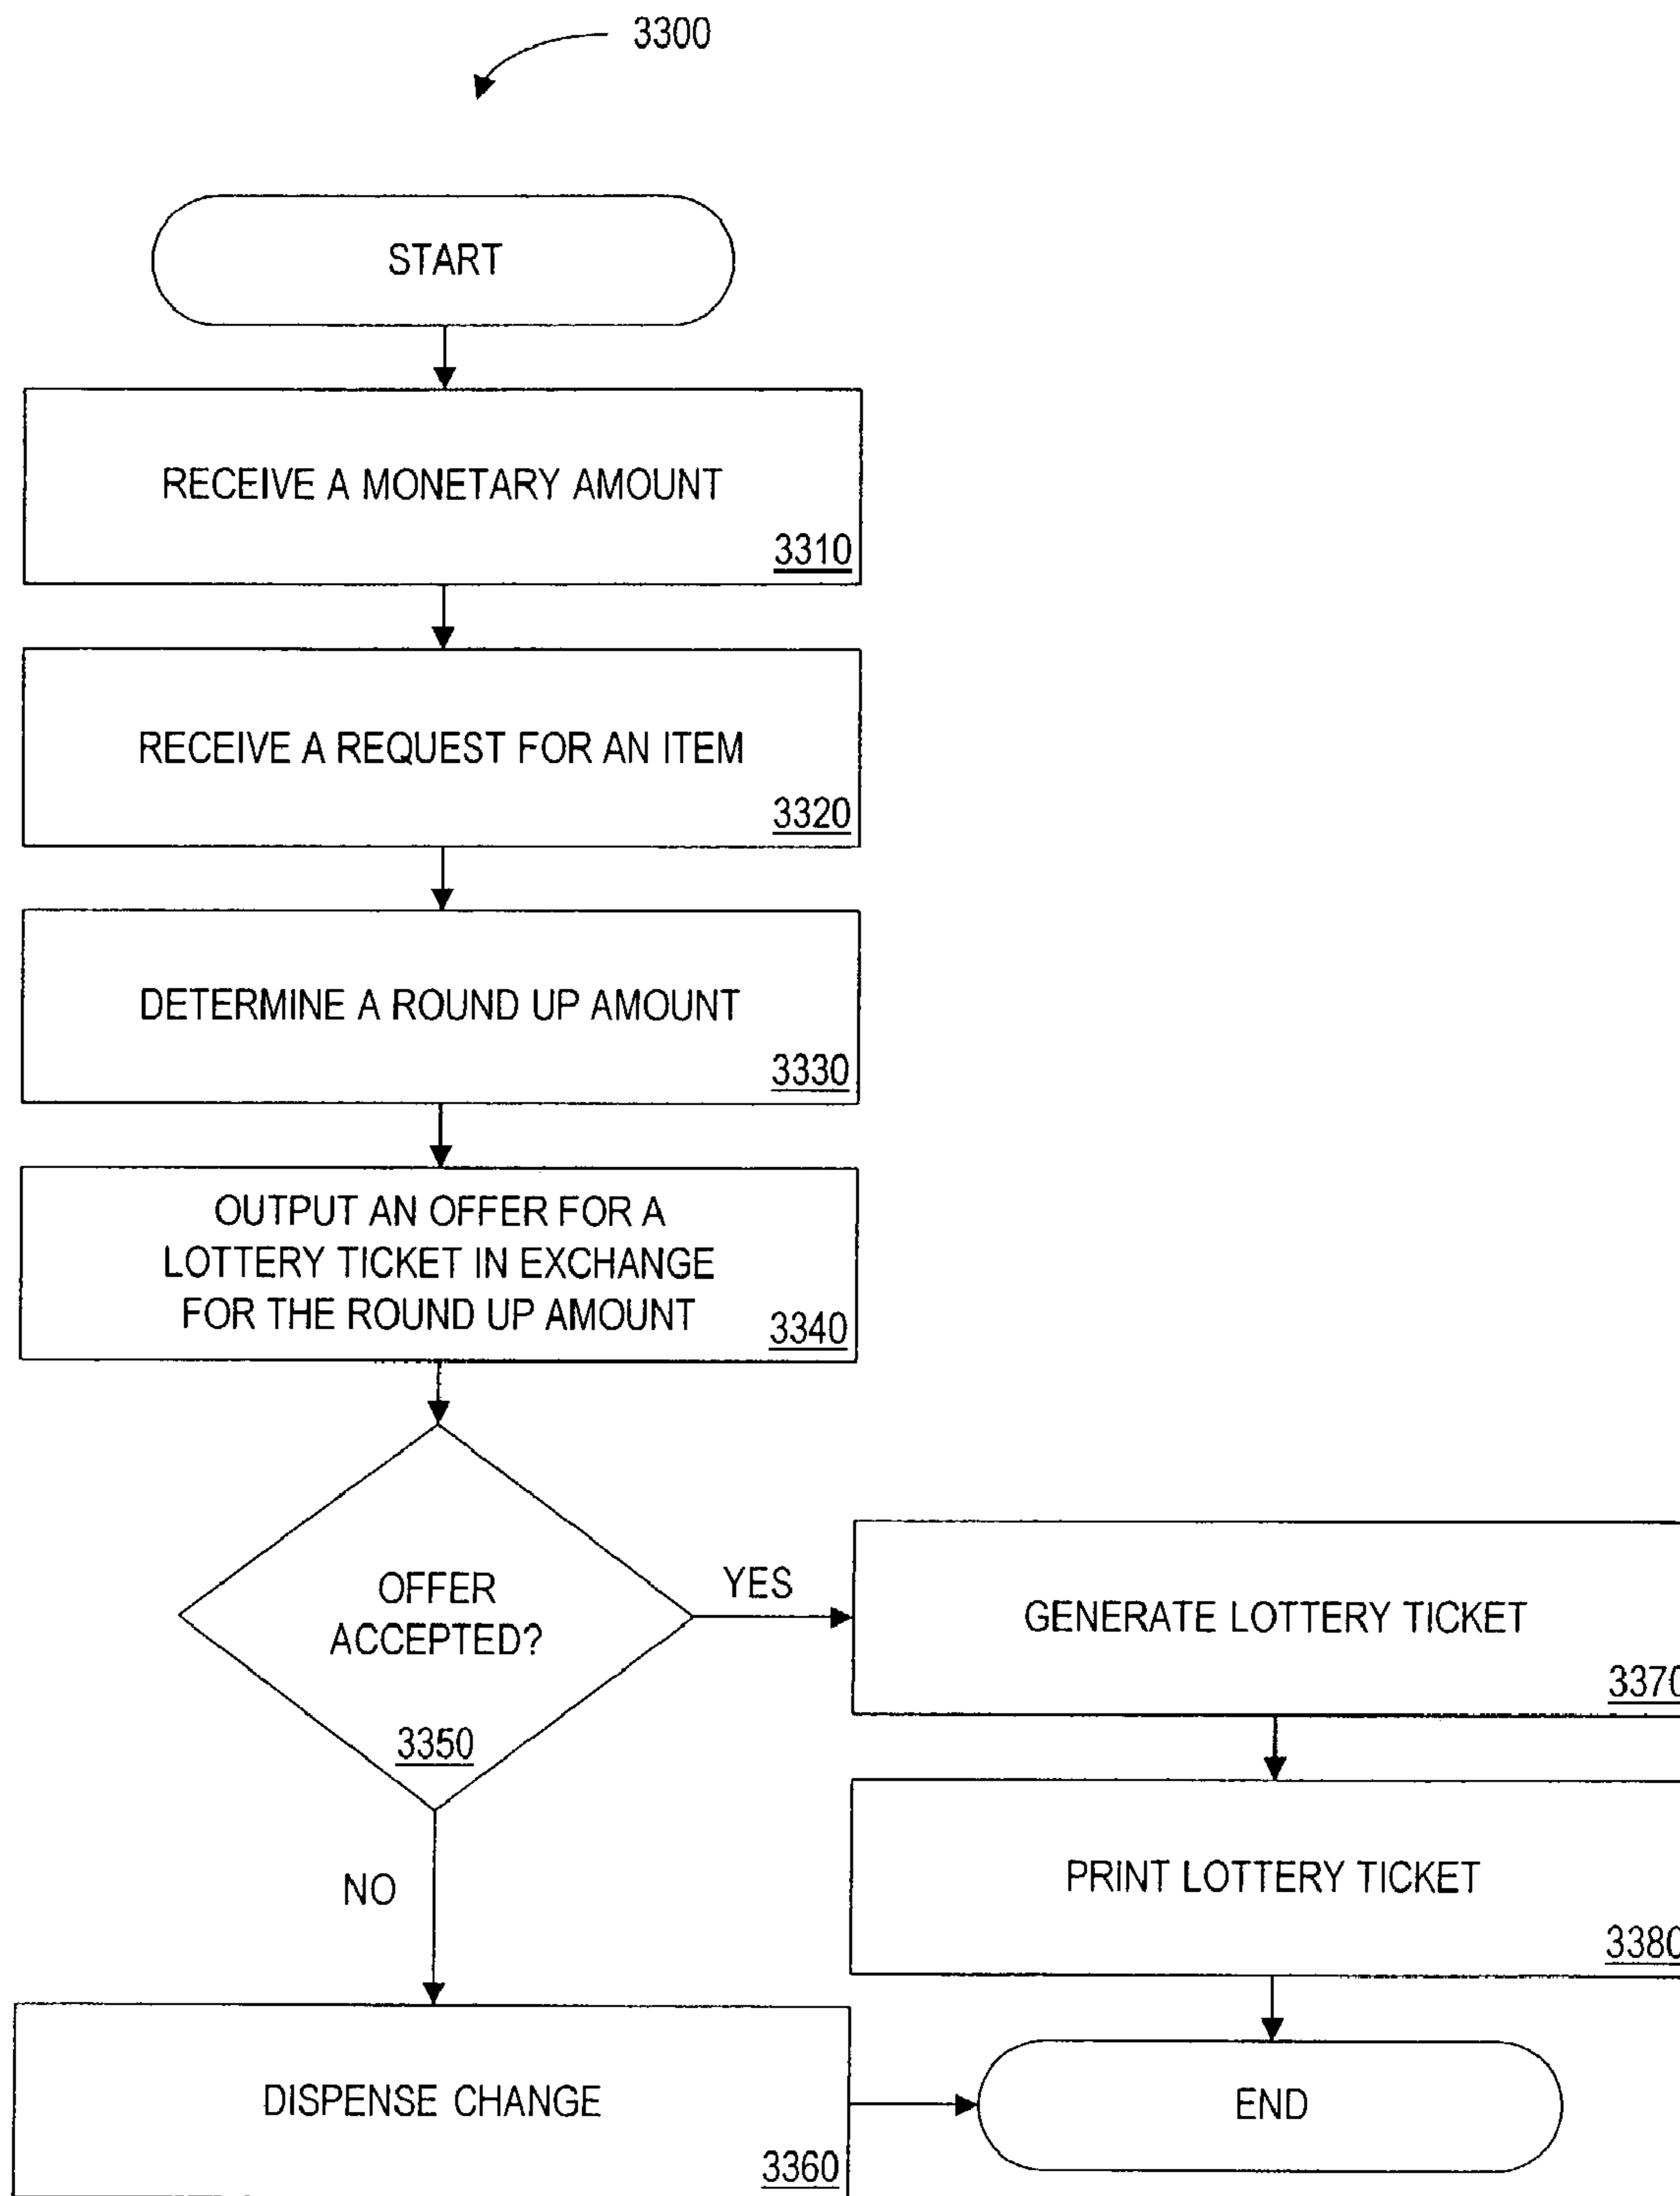 3300
START
RECEIVE A MONETARY AMOUNT
3310
RECEIVE A REQUEST FOR AN ITEM
3320
DETERMINE A ROUND UP AMOUNT
3330
OUTPUT AN OFFER FOR A
LOTTERY TICKET IN EXCHANGE
FOR THE ROUND UP AMOUNT
3340
OFFER
ACCEPTED?
3350
YES
GENERATE LOTTERY TICKET
3370
PRINT LOTTERY TICKET
3380
NO
DISPENSE CHANGE
3360
END